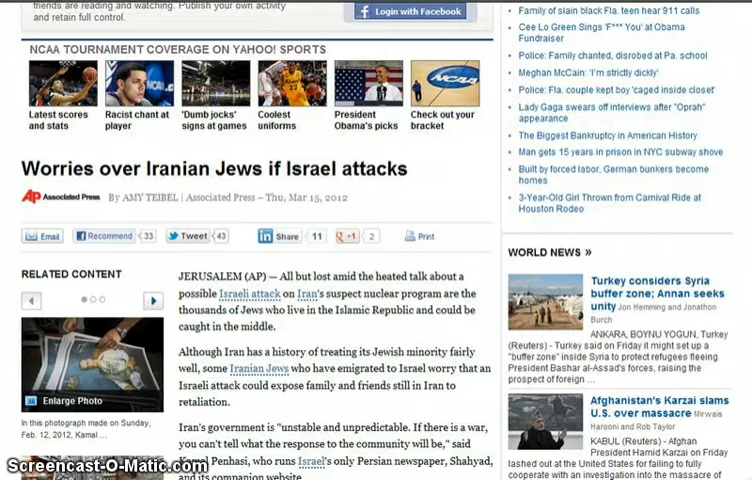 friends are reading and watching. Publish your own activity
and retain full control.
Login with Facebook
NCAA TOURNAMENT COVERAGE ON YAHOO! SPORTS
Latest scores and stats
Racist chant at player
'Dumb jocks' signs at games
Coolest uniforms
President Obama's picks
Check out your bracket
Worries over Iranian Jews if Israel attacks
AP Associated Press By AMY TEIBEL | Associated Press – Thu, Mar 15, 2012
Email
Recommend 33
Tweet 43
Share 11
+1 2
Print
RELATED CONTENT
Enlarge Photo
In this photograph made on Sunday,
Feb. 12, 2012, Kamal ...
JERUSALEM (AP) — All but lost amid the heated talk about a
possible Israeli attack on Iran's suspect nuclear program are the
thousands of Jews who live in the Islamic Republic and could be
caught in the middle.
Although Iran has a history of treating its Jewish minority fairly
well, some Iranian Jews who have emigrated to Israel worry that an
Israeli attack could expose family and friends still in Iran to
retaliation.
Iran's government is "unstable and unpredictable. If there is a war,
you can't tell what the response to the community will be," said
Kamal Penhasi, who runs Israel's only Persian newspaper, Shahyad,
and its companion website.
Family of slain black Fla. teen hear 911 calls
Cee Lo Green Sings 'F*** You' at Obama
Fundraiser
Police: Family chanted, disrobed at Pa. school
Meghan McCain: 'I'm strictly dickly'
Police: Fla. couple kept boy 'caged inside closet'
Lady Gaga swears off interviews after "Oprah"
appearance
The Biggest Bankruptcy in American History
Man gets 15 years in prison in NYC subway shove
Built by forced labor, German bunkers become
homes
3-Year-Old Girl Thrown from Carnival Ride at
Houston Rodeo
WORLD NEWS »
Turkey considers Syria
buffer zone; Annan seeks
unity Jon Hemming and Jonathon
Burch
ANKARA, BOYNU YOGUN, Turkey
(Reuters) - Turkey said on Friday it might set up a
"buffer zone" inside Syria to protect refugees fleeing
President Bashar al-Assad's forces, raising the
prospect of foreign ...
Afghanistan's Karzai slams
U.S. over massacre Mirwais
Harooni and Rob Taylor
KABUL (Reuters) - Afghan
President Hamid Karzai on Friday
lashed out at the United States for failing to fully
cooperate with an investigation into the massacre of
Screencast-O-Matic.com